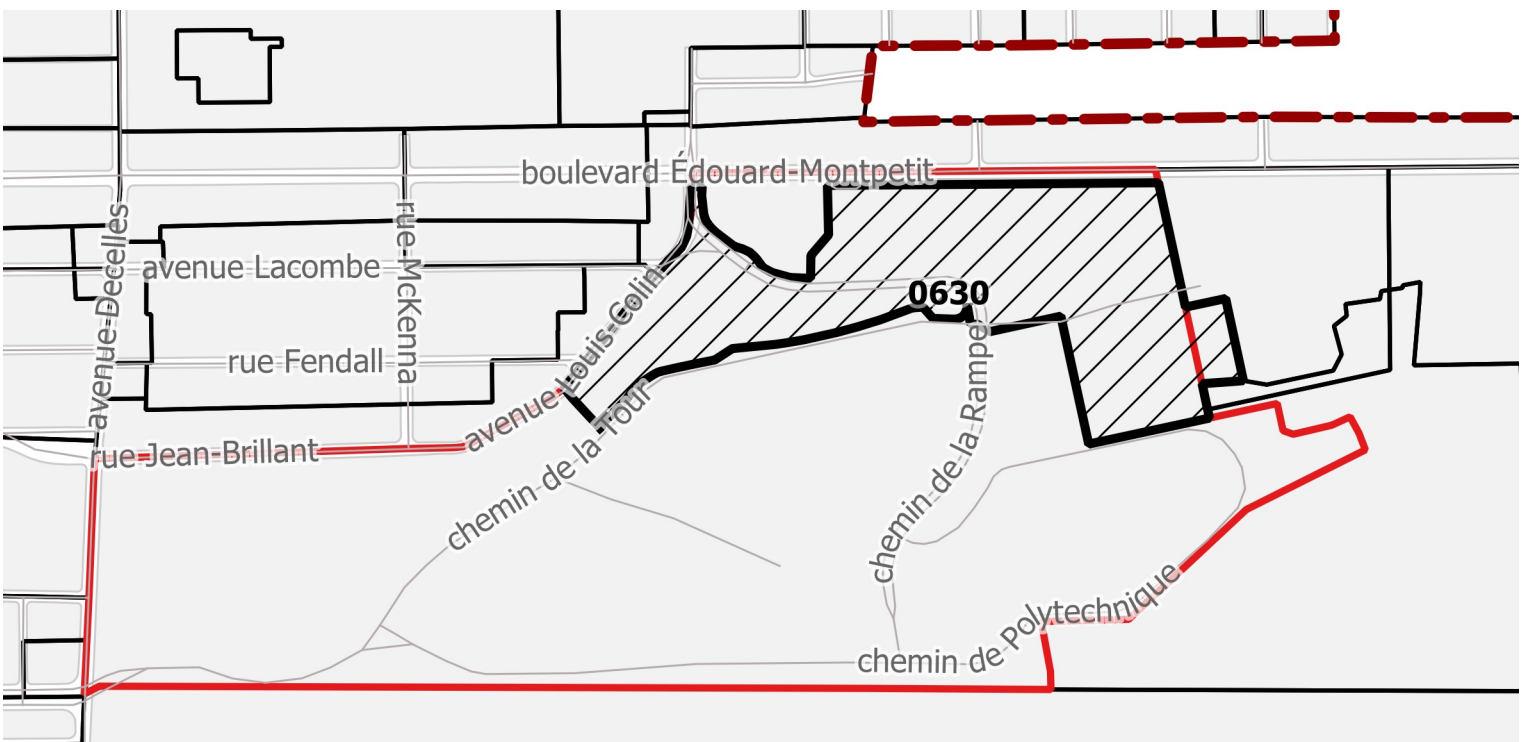 boulevard Édouard-Montpetit
avenue Decelles
rue McKenna
avenue Lacombe
avenue Louis-Colin
0630
rue Fendall
chemin de la Tour
chemin de la Rampe
rue Jean-Brillant
chemin de Polytechnique